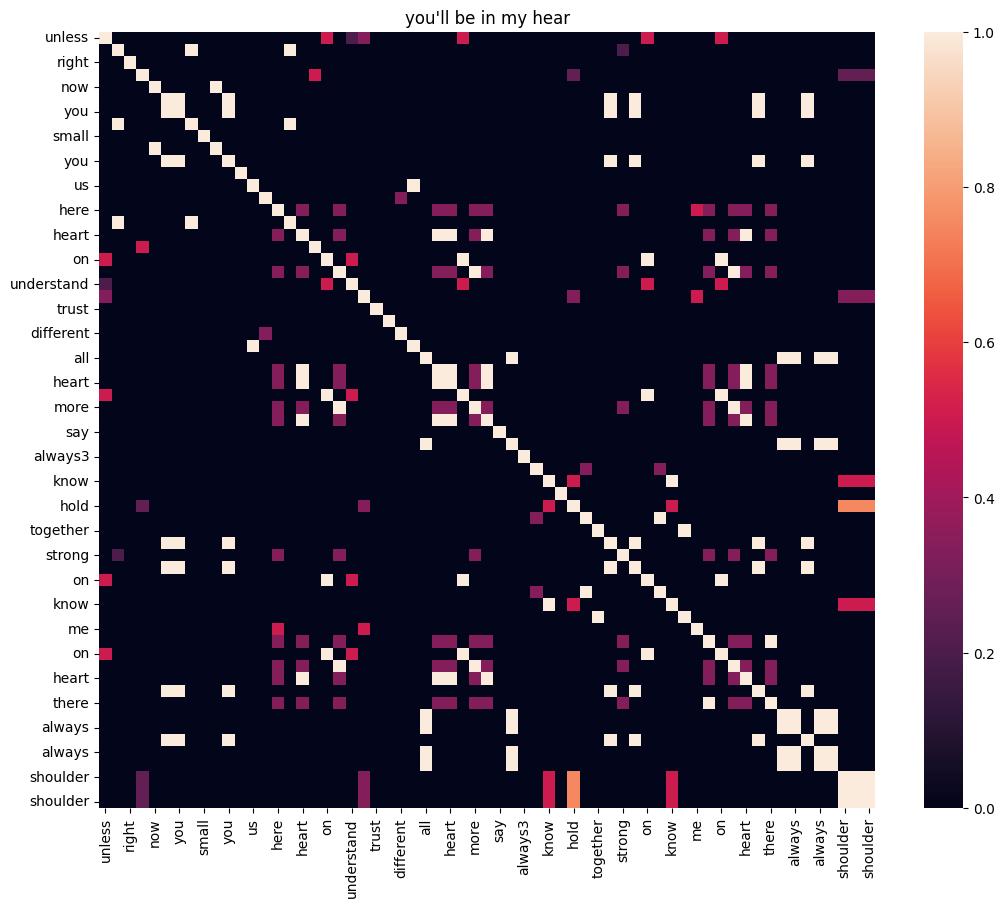 you'll be in my hear
unless
right
now
you
small
you
us
here
heart
on
understand
trust
different
all
heart
more
say
always3
know
hold
together
strong
on
know
me
on
heart
there
always
always
shoulder
shoulder
1.0
0.8
0.6
0.4
0.2
0.0
unless
right
now
you
small
you
us
here
heart
on
understand
trust
different
all
heart
more
say
always3
know
hold
together
strong
on
know
me
on
heart
there
always
always
shoulder
shoulder